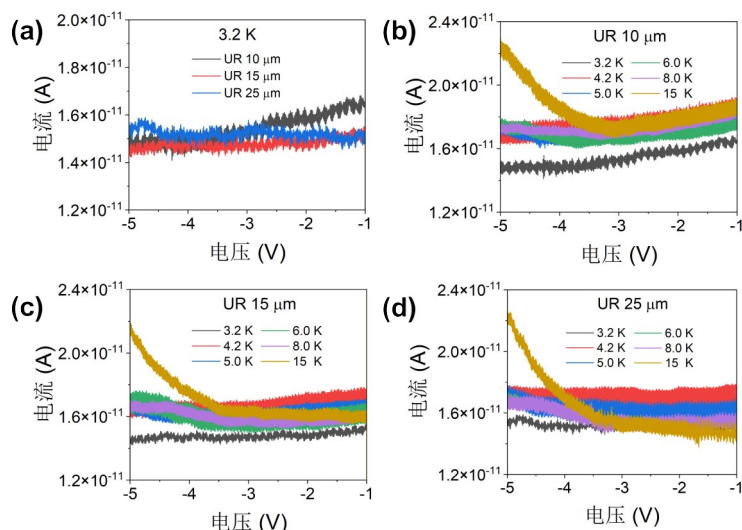 (a)
3.2 K
UR 10 μm
UR 15 μm
UR 25 μm
2.0×10⁻¹¹
1.8×10⁻¹¹
1.6×10⁻¹¹
1.4×10⁻¹¹
1.2×10⁻¹¹
电流 (A)
-5 -4 -3 -2 -1
电压 (V)
(b)
UR 10 μm
3.2 K 6.0 K
4.2 K 8.0 K
5.0 K 15 K
2.4×10⁻¹¹
2.0×10⁻¹¹
1.6×10⁻¹¹
1.2×10⁻¹¹
电流 (A)
-5 -4 -3 -2 -1
电压 (V)
(c)
UR 15 μm
3.2 K 6.0 K
4.2 K 8.0 K
5.0 K 15 K
2.4×10⁻¹¹
2.0×10⁻¹¹
1.6×10⁻¹¹
1.2×10⁻¹¹
电流 (A)
-5 -4 -3 -2 -1
电压 (V)
(d)
UR 25 μm
3.2 K 6.0 K
4.2 K 8.0 K
5.0 K 15 K
2.4×10⁻¹¹
2.0×10⁻¹¹
1.6×10⁻¹¹
1.2×10⁻¹¹
电流 (A)
-5 -4 -3 -2 -1
电压 (V)